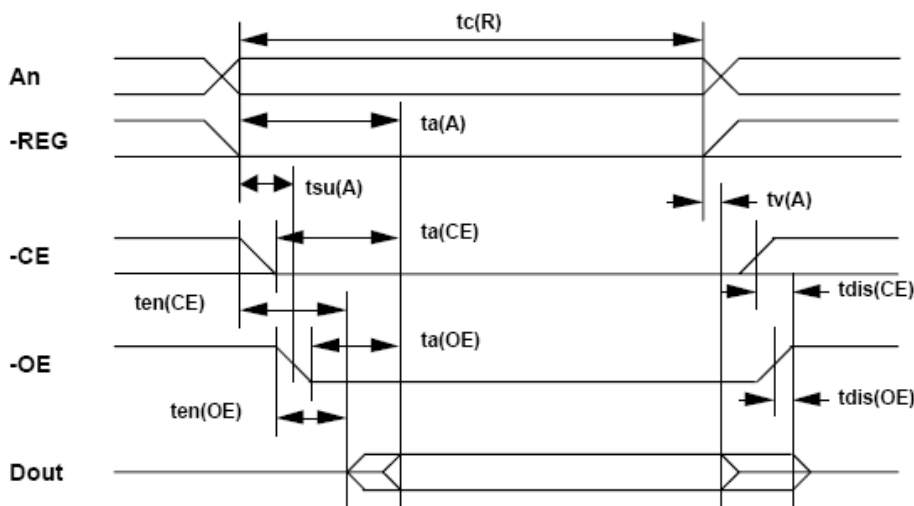 tc(R)
An
ta(A)
-REG
tsu(A)
tv(A)
ta(CE)
-CE
ten(CE)
tdis(CE)
ta(OE)
-OE
ten(OE)
tdis(OE)
Dout